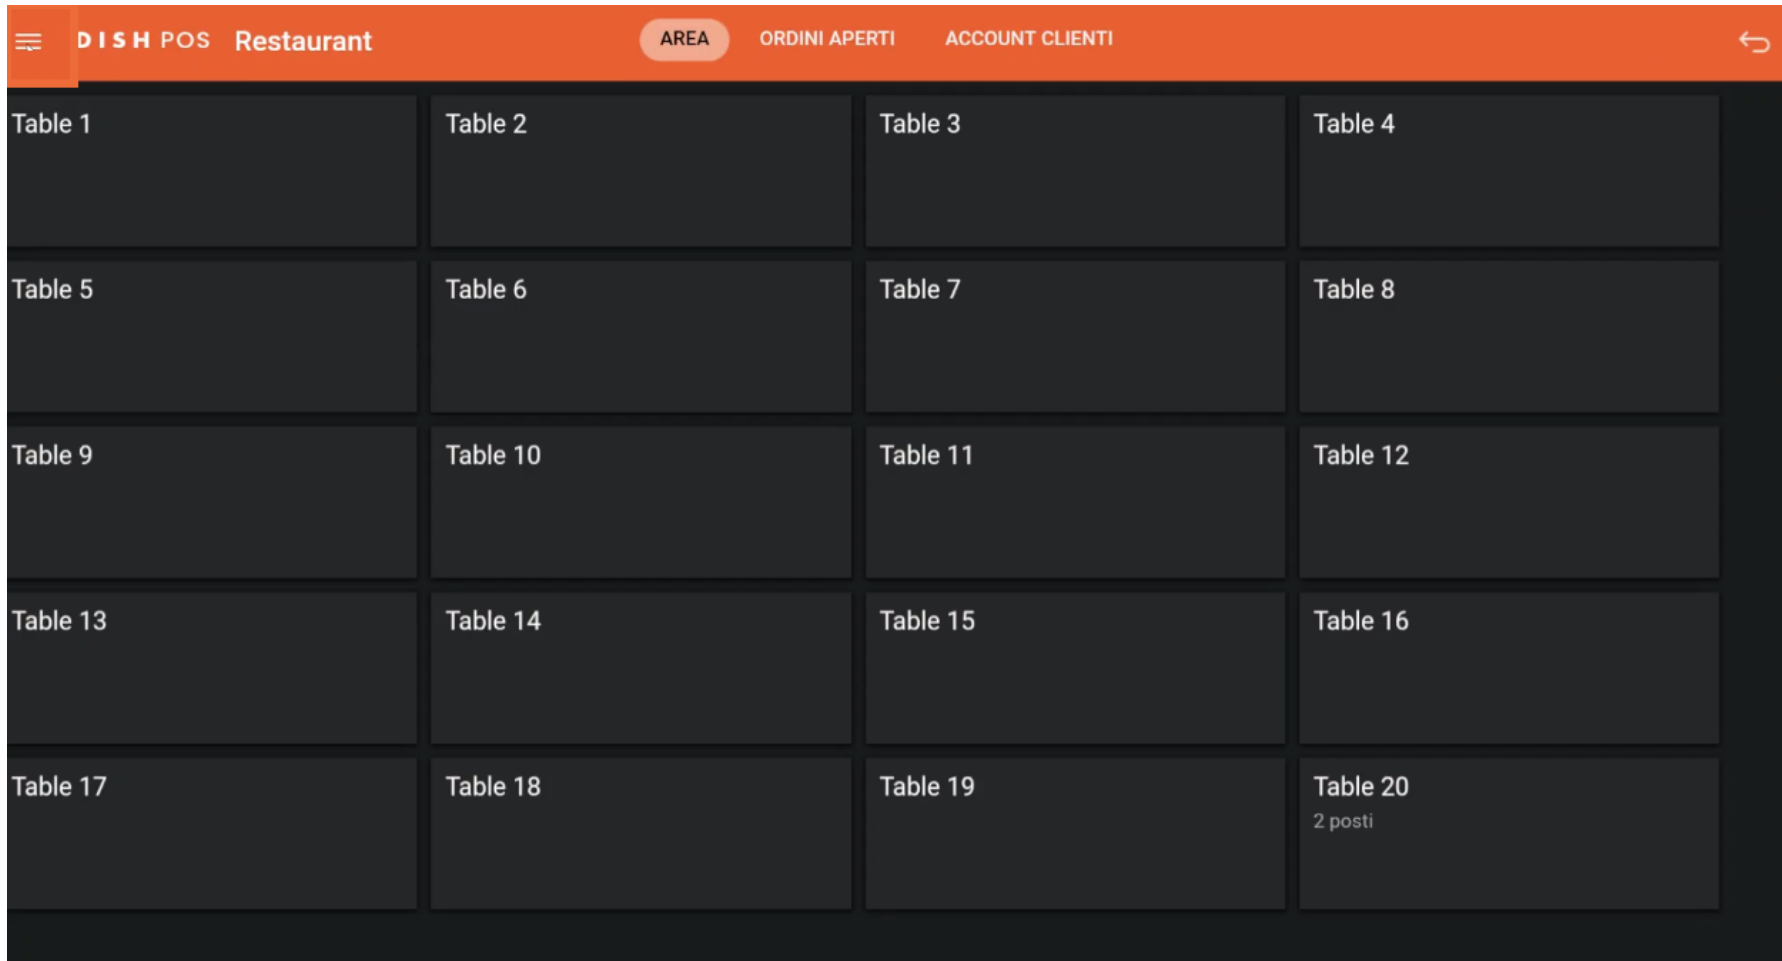 DISH POS Restaurant AREA ORDINI APERTI ACCOUNT CLIENTI
Table 1 Table 2 Table 3 Table 4
Table 5 Table 6 Table 7 Table 8
Table 9 Table 10 Table 11 Table 12
Table 13 Table 14 Table 15 Table 16
Table 17 Table 18 Table 19 Table 20
2 posti